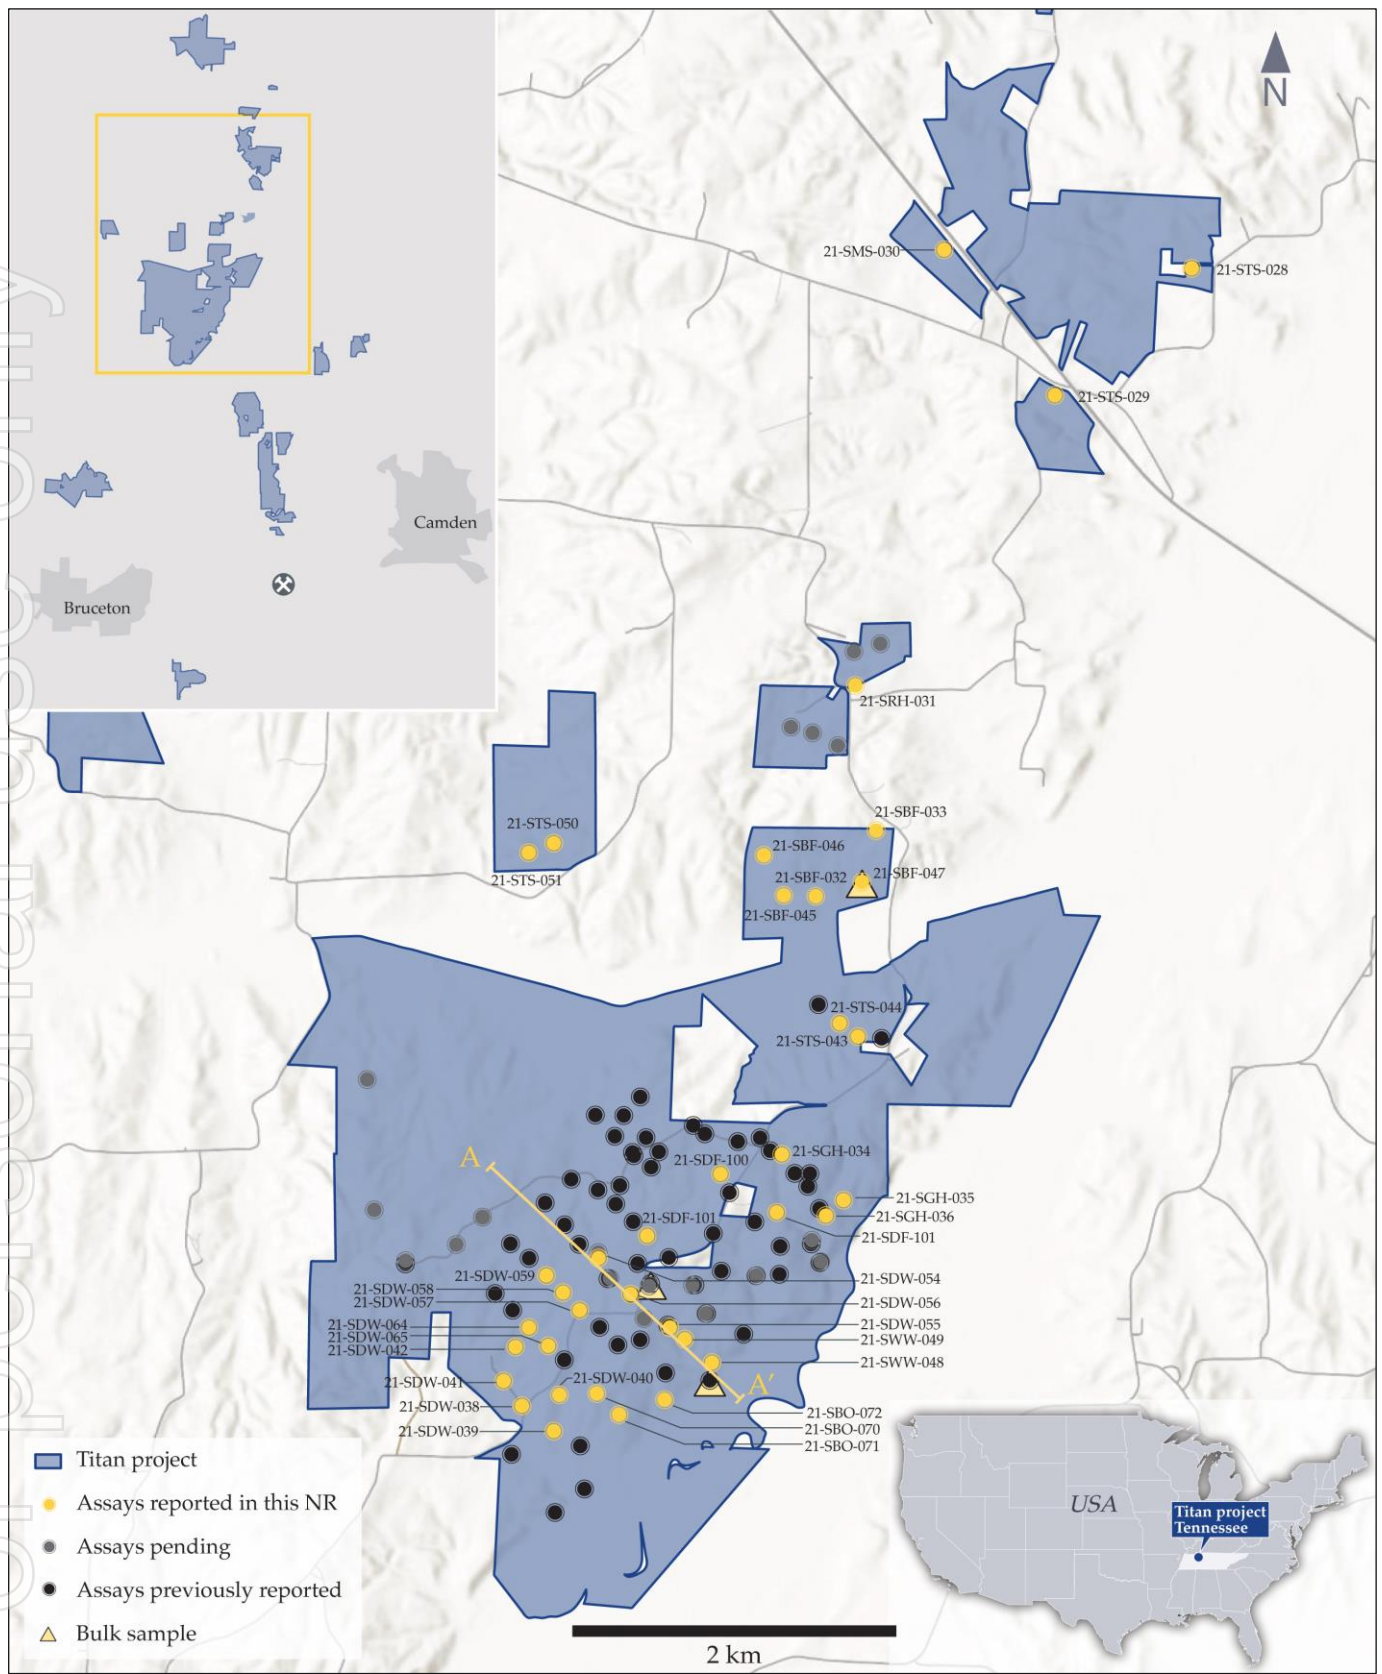 N
Camden
Bruceton
21-SMS-030
21-STS-028
21-STS-029
21-SRH-031
21-SBF-033
21-STS-050
21-SBF-046
21-SBF-032
21-SBF-047
21-STS-051
21-SBF-045
21-STS-044
21-STS-043
A
21-SDF-100
21-SGH-034
21-SGH-035
21-SDF-101
21-SGH-036
21-SDF-101
21-SDW-059
21-SDW-054
21-SDW-058
21-SDW-057
21-SDW-056
21-SDW-064
21-SDW-055
21-SDW-065
21-SWW-049
21-SDW-042
21-SWW-048
21-SDW-041
21-SDW-040
A'
21-SDW-038
21-SBO-072
21-SDW-039
21-SBO-070
21-SBO-071
Titan project
Assays reported in this NR
Assays pending
Assays previously reported
Bulk sample
2 km
USA
Titan project
Tennessee